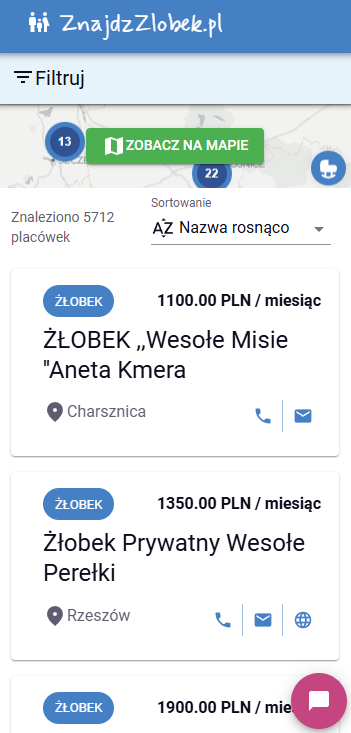 ZnajdzZlobek.pl
Filtruj
13
ZOBACZ NA MAPIE
22
Znaleziono 5712
placówek
Sortowanie
AZ Nazwa rosnąco
ŻŁOBEK
1100.00 PLN / miesiąc
ŻŁOBEK ,,Wesołe Misie
"Aneta Kmera
Charsznica
ŻŁOBEK
1350.00 PLN / miesiąc
Żłobek Prywatny Wesołe
Perełki
Rzeszów
ŻŁOBEK
1900.00 PLN / mie